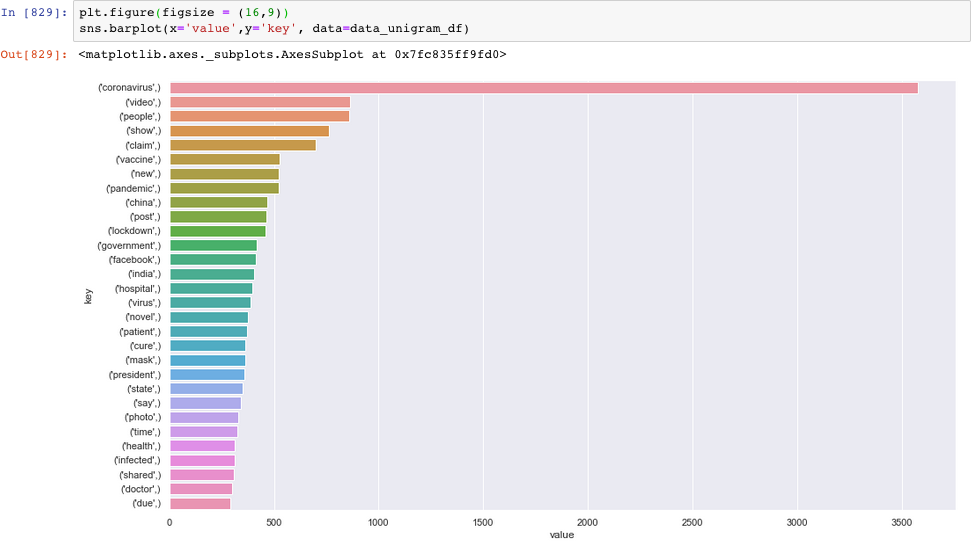 In [829]: plt.figure(figsize = (16,9))
sns.barplot(x='value',y='key', data=data_unigram_df)
Out[829]: <matplotlib.axes._subplots.AxesSubplot at 0x7fc835ff9fd0>
('coronavirus',)
('video',)
('people',)
('show',)
('claim',)
('vaccine',)
('new',)
('pandemic',)
('china',)
('post',)
('lockdown',)
('government',)
('facebook',)
('india',)
('hospital',)
('virus',)
('novel',)
('patient',)
('cure',)
('mask',)
('president',)
('state',)
('say',)
('photo',)
('time',)
('health',)
('infected',)
('shared',)
('doctor',)
('due',)
key
0 500 1000 1500 2000 2500 3000 3500
value